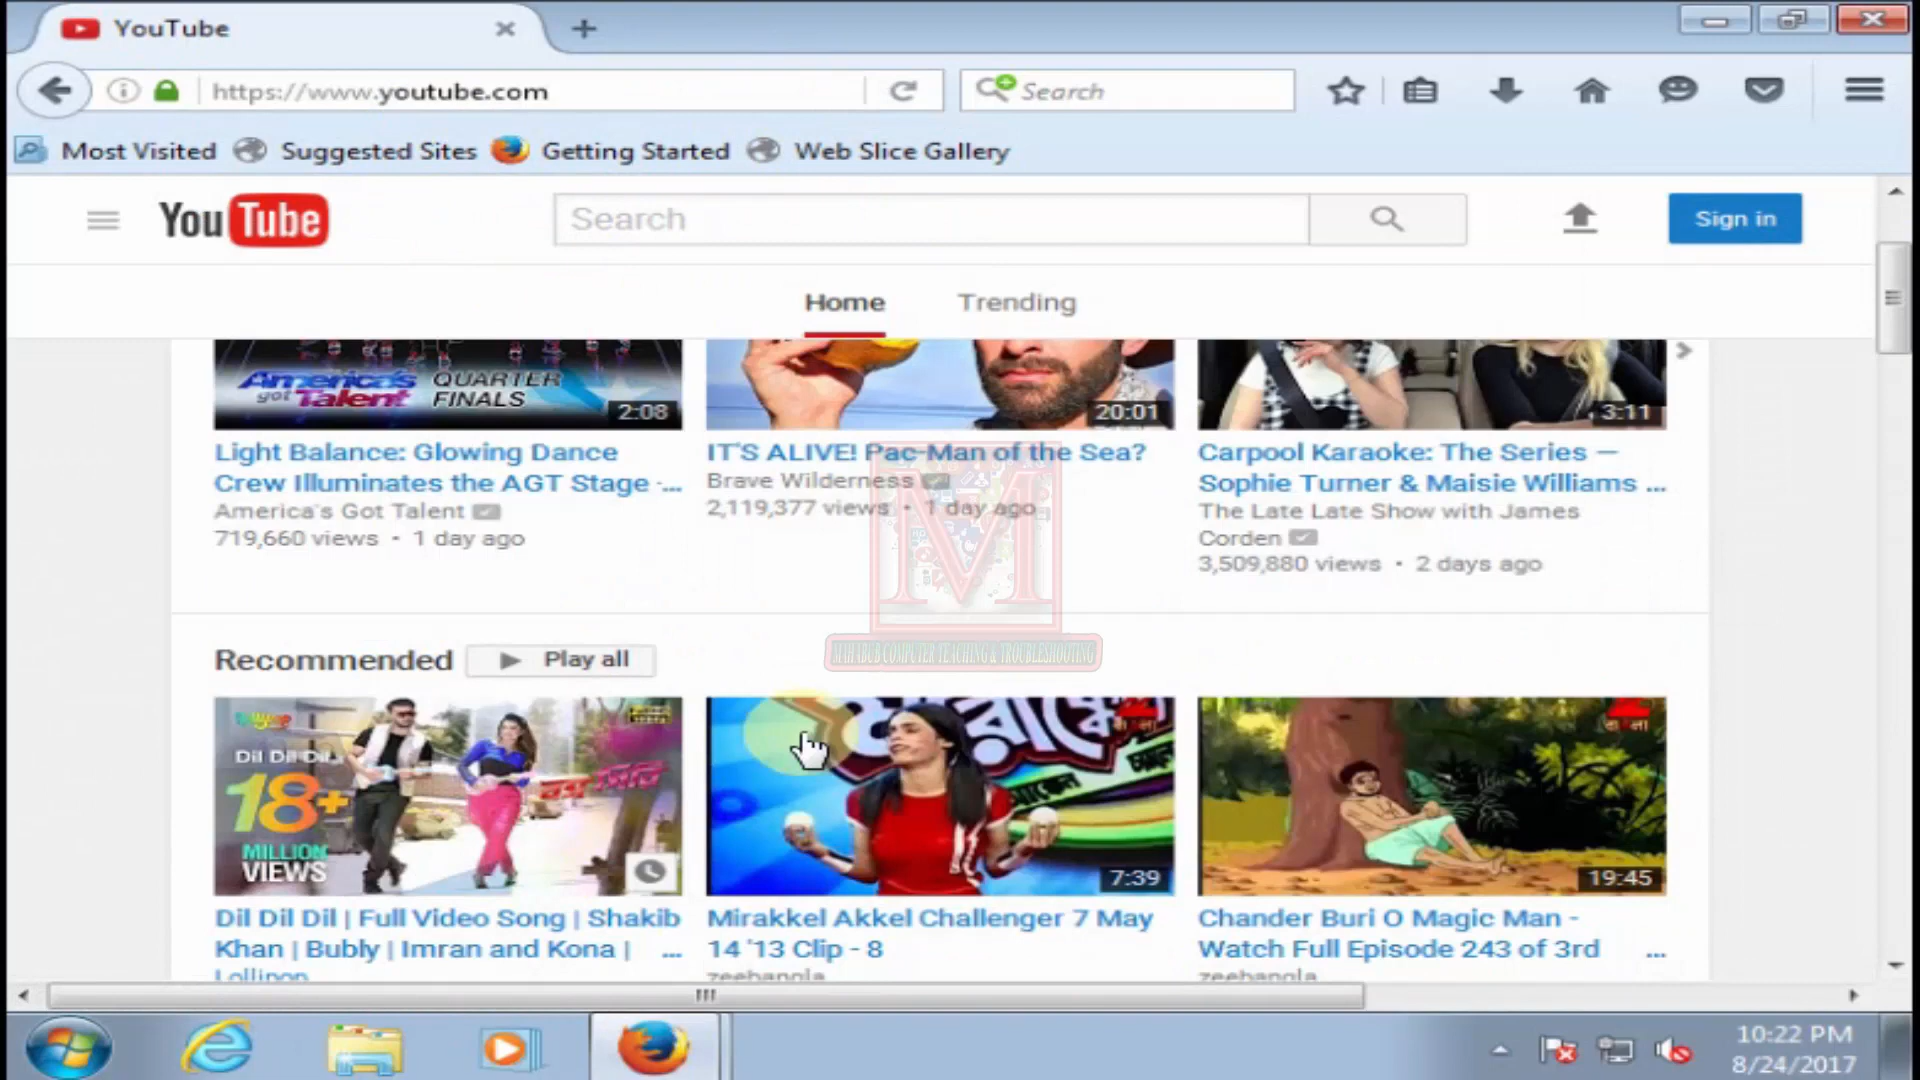 YouTube
https://www.youtube.com
Search
Most Visited
Suggested Sites
Getting Started
Web Slice Gallery
YouTube
Search
Sign in
Home
Trending
America's got Talent
QUARTER FINALS
2:08
20:01
3:11
Light Balance: Glowing Dance
Crew Illuminates the AGT Stage -...
America's Got Talent
719,660 views • 1 day ago
IT'S ALIVE! Pac-Man of the Sea?
Brave Wilderness
2,119,377 views • 1 day ago
Carpool Karaoke: The Series —
Sophie Turner & Maisie Williams ...
The Late Late Show with James
Corden
3,509,880 views • 2 days ago
M
MAHABUB COMPUTER TEACHING & TROUBLESHOOTING
Recommended
Play all
Dil Dil Dil
18+
MILLION
VIEWS
7:39
19:45
Dil Dil Dil | Full Video Song | Shakib
Khan | Bubly | Imran and Kona | ...
Lollipop
Mirakkel Akkel Challenger 7 May
14 '13 Clip - 8
zeebangla
Chander Buri O Magic Man -
Watch Full Episode 243 of 3rd ...
zeebangla
10:22 PM
8/24/2017